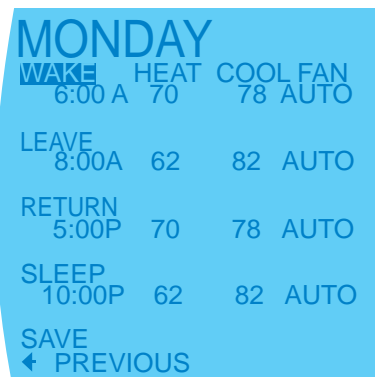 MONDAY
WAKE HEAT COOL FAN
6:00 A 70 78 AUTO
LEAVE
8:00A 62 82 AUTO
RETURN
5:00P 70 78 AUTO
SLEEP
10:00P 62 82 AUTO
SAVE
PREVIOUS